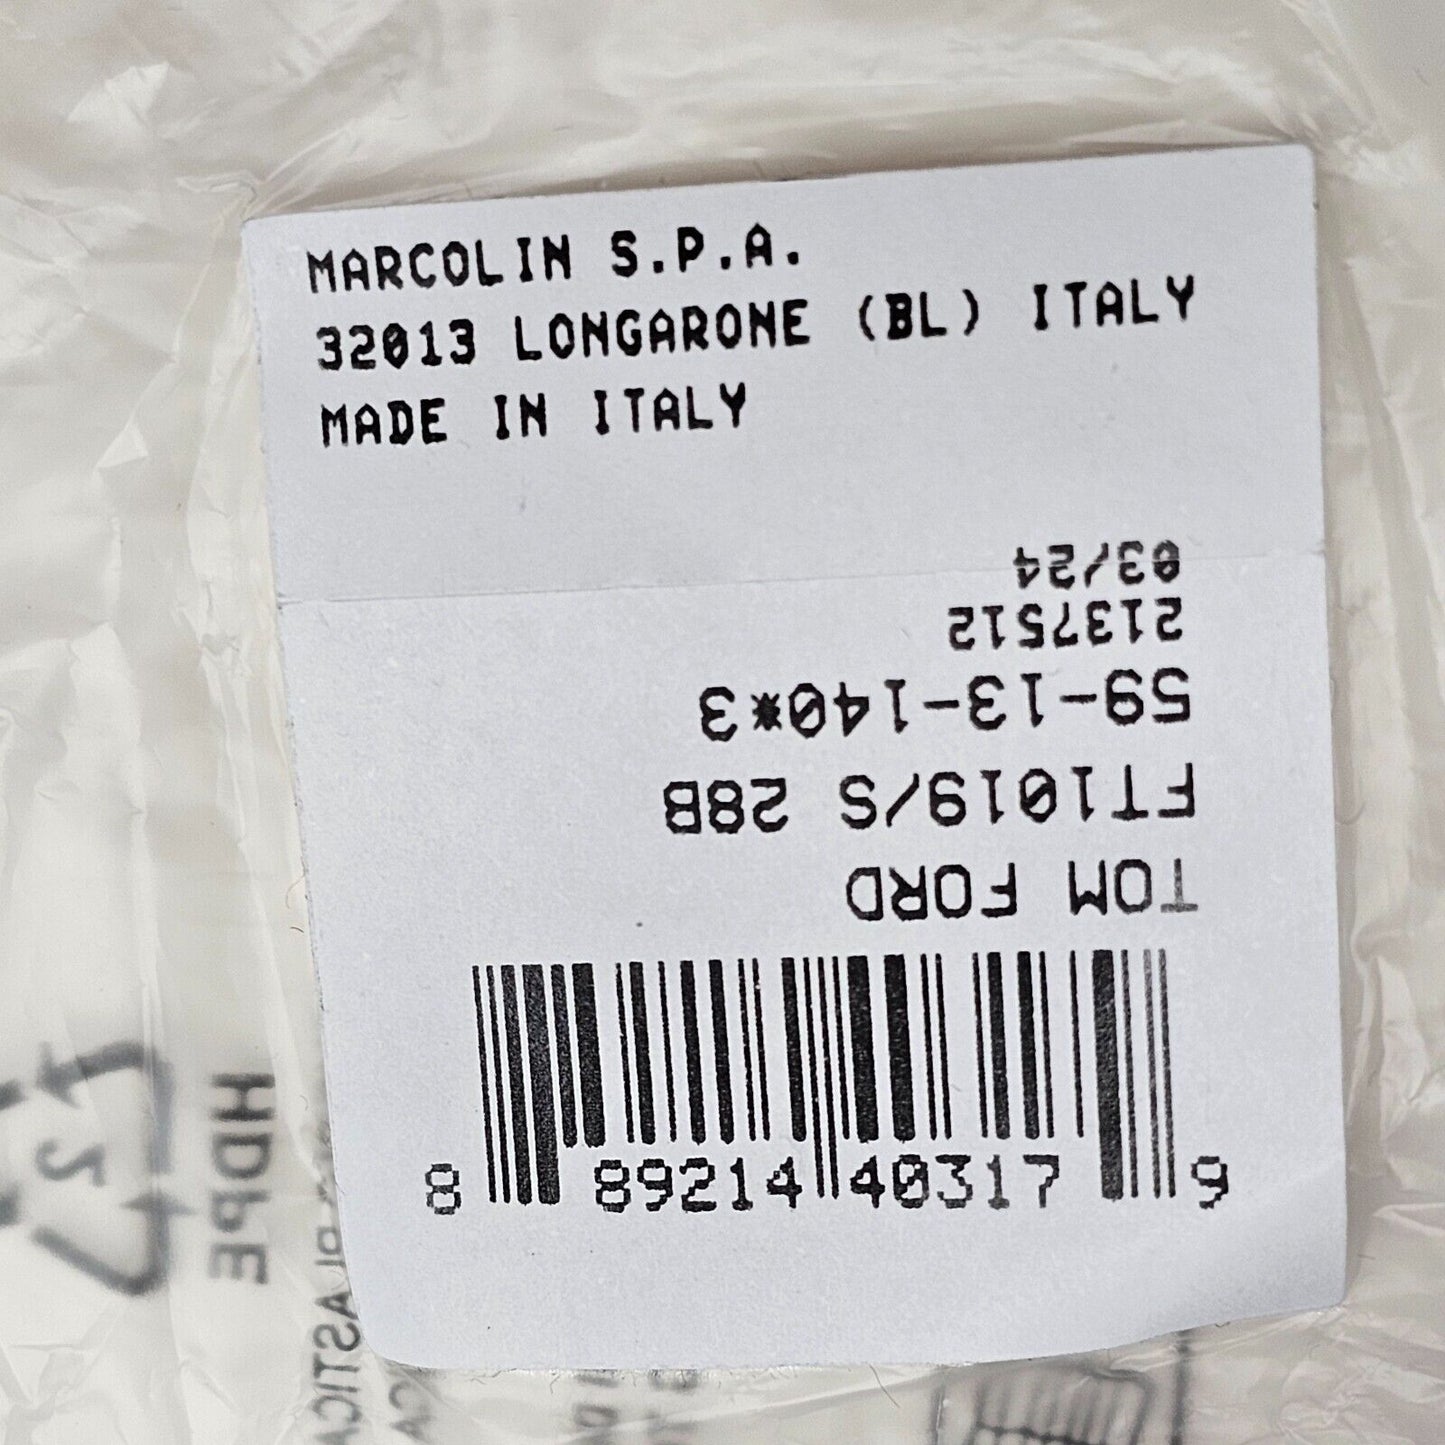 MARCOLIN S.P.A.
32013 LONGARONE (BL) ITALY
MADE IN ITALY
TOM FORD
FT1019/S 28B
59-13-140*3
2137512
03/24
8 89214 40317 9
2
HDPE